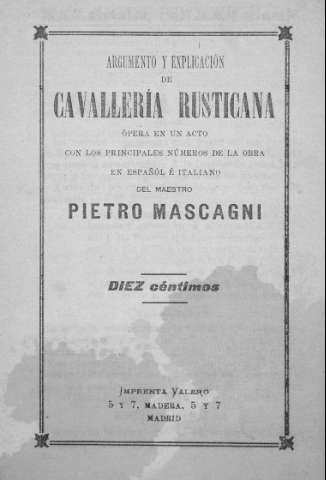 ARGUMENTO Y EXPLICACIÓN
DE
CAVALLERÍA RUSTICANA
ÓPERA EN UN ACTO
CON LOS PRINCIPALES NÚMEROS DE LA OBRA
EN ESPAÑÓL É ITALIANO
DEL MAESTRO
PIETRO MASCAGNI
DIEZ céntimos
IMPRENTA VALERO
5 Y 7, MADERA, 5 Y 7
MADRID